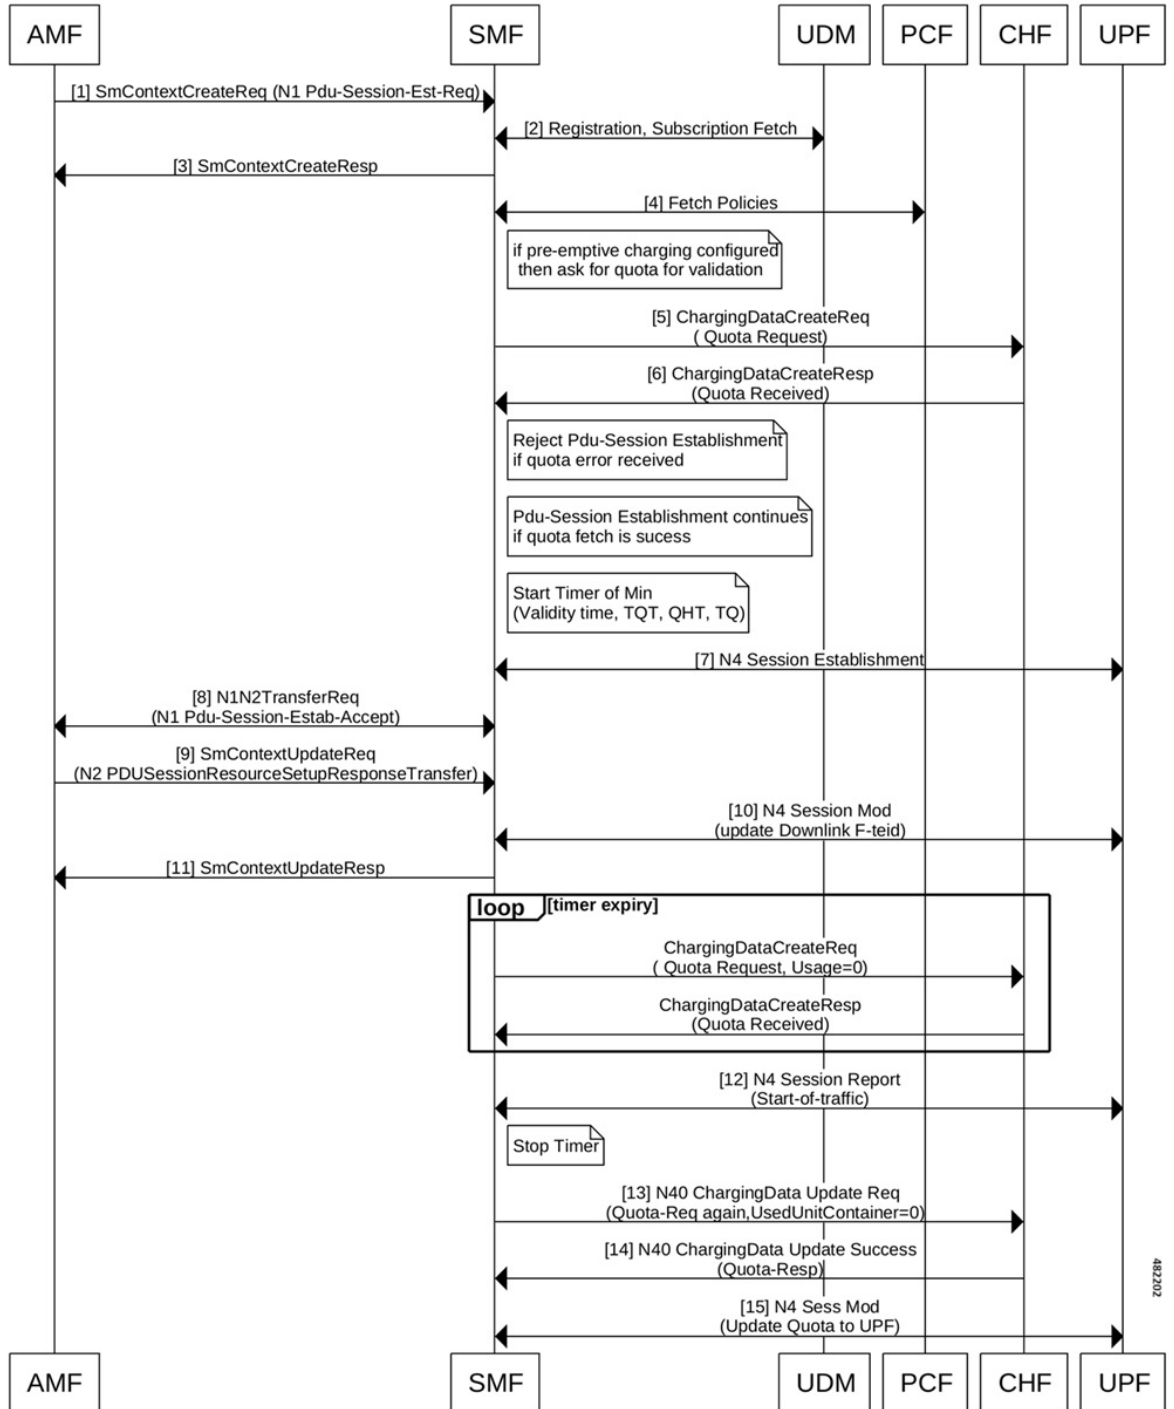 AMF SMF UDM PCF CHF UPF
[1] SmContextCreateReq (N1 Pdu-Session-Est-Req)
[2] Registration, Subscription Fetch
[3] SmContextCreateResp
[4] Fetch Policies
if pre-emptive charging configured
then ask for quota for validation
[5] ChargingDataCreateReq
( Quota Request)
[6] ChargingDataCreateResp
(Quota Received)
Reject Pdu-Session Establishment
if quota error received
Pdu-Session Establishment continues
if quota fetch is sucess
Start Timer of Min
(Validity time, TQT, QHT, TQ)
[7] N4 Session Establishment
[8] N1N2TransferReq
(N1 Pdu-Session-Estab-Accept)
[9] SmContextUpdateReq
(N2 PDUSessionResourceSetupResponseTransfer)
[10] N4 Session Mod
(update Downlink F-teid)
[11] SmContextUpdateResp
loop [timer expiry]
ChargingDataCreateReq
( Quota Request, Usage=0)
ChargingDataCreateResp
(Quota Received)
[12] N4 Session Report
(Start-of-traffic)
Stop Timer
[13] N40 ChargingData Update Req
(Quota-Req again,UsedUnitContainer=0)
[14] N40 ChargingData Update Success
(Quota-Resp)
[15] N4 Sess Mod
(Update Quota to UPF)
482202
AMF SMF UDM PCF CHF UPF